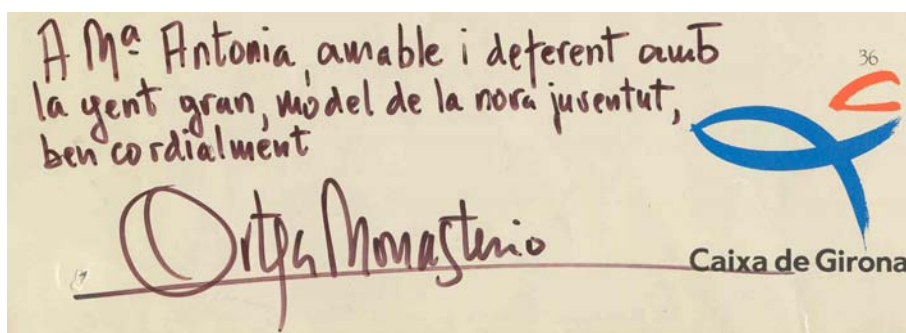 A Mª Antonia, amable i deferent amb
la gent gran, model de la nova juventut,
ben cordialment
Ortega Monasterio
36
Caixa de Girona